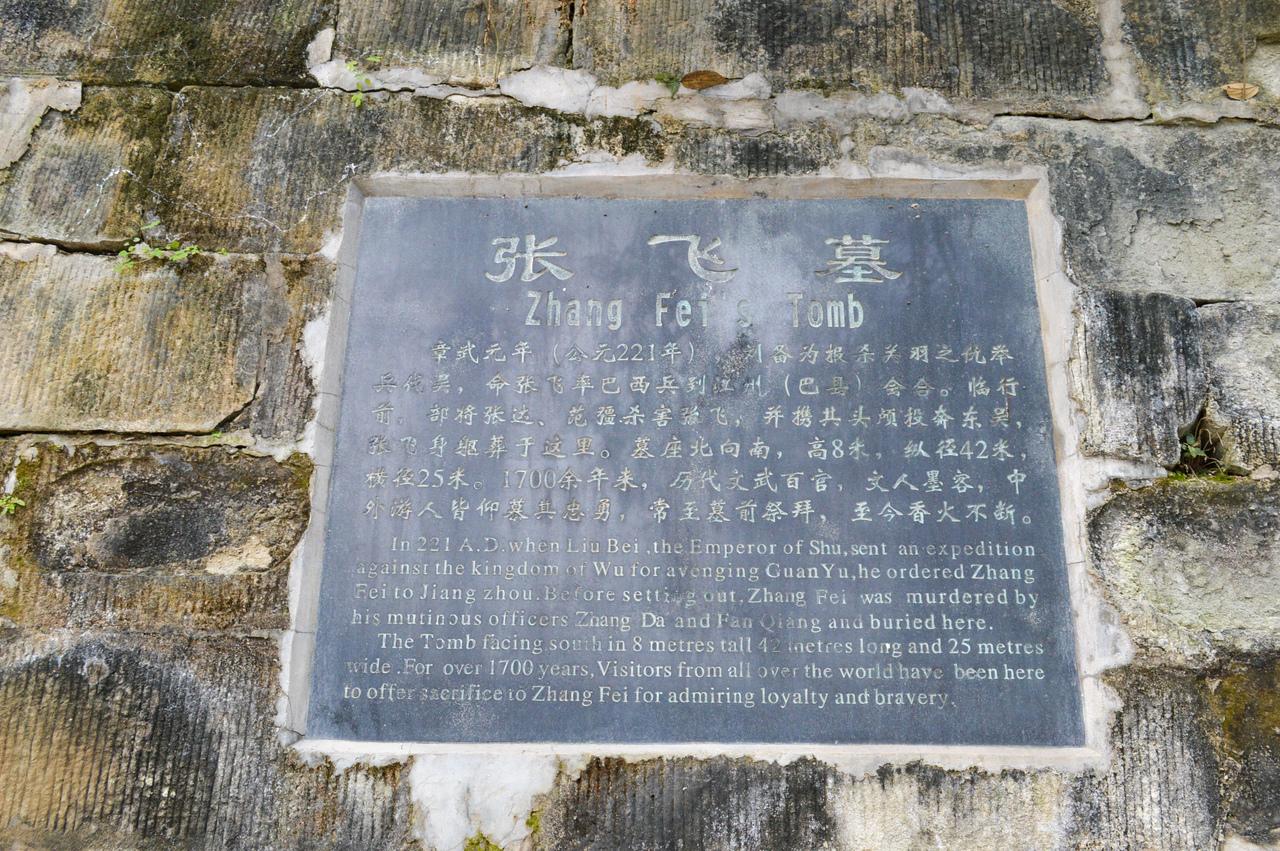 张飞墓
Zhang Fei's Tomb
章武元年（公元221年），刘备为报杀关羽之仇举
兵伐吴，命张飞率巴西兵到江州（巴县）会合。临行
前，部将张达、范彊杀害张飞，并携其头颅投奔东吴，
张飞身躯葬于这里。墓座北向南，高8米，纵径42米，
横径25米。1700余年来，历代文武百官，文人墨客，中
外游人皆仰慕其忠勇，常至墓前祭拜，至今香火不断。
In 221 A.D.when Liu Bei ,the Emperor of Shu,sent an expedition
against the kingdom of Wu for avenging GuanYu,he ordered Zhang
Fei to Jiang zhou.Before setting out,Zhang Fei was murdered by
his mutinous officers Zhang Da and Fan Qiang and buried here.
The Tomb facing south in 8 metres tall 42 metres long and 25 metres
wide .For over 1700 years,Visitors from all over the world have been here
to offer sacrifice to Zhang Fei for admiring loyalty and bravery.